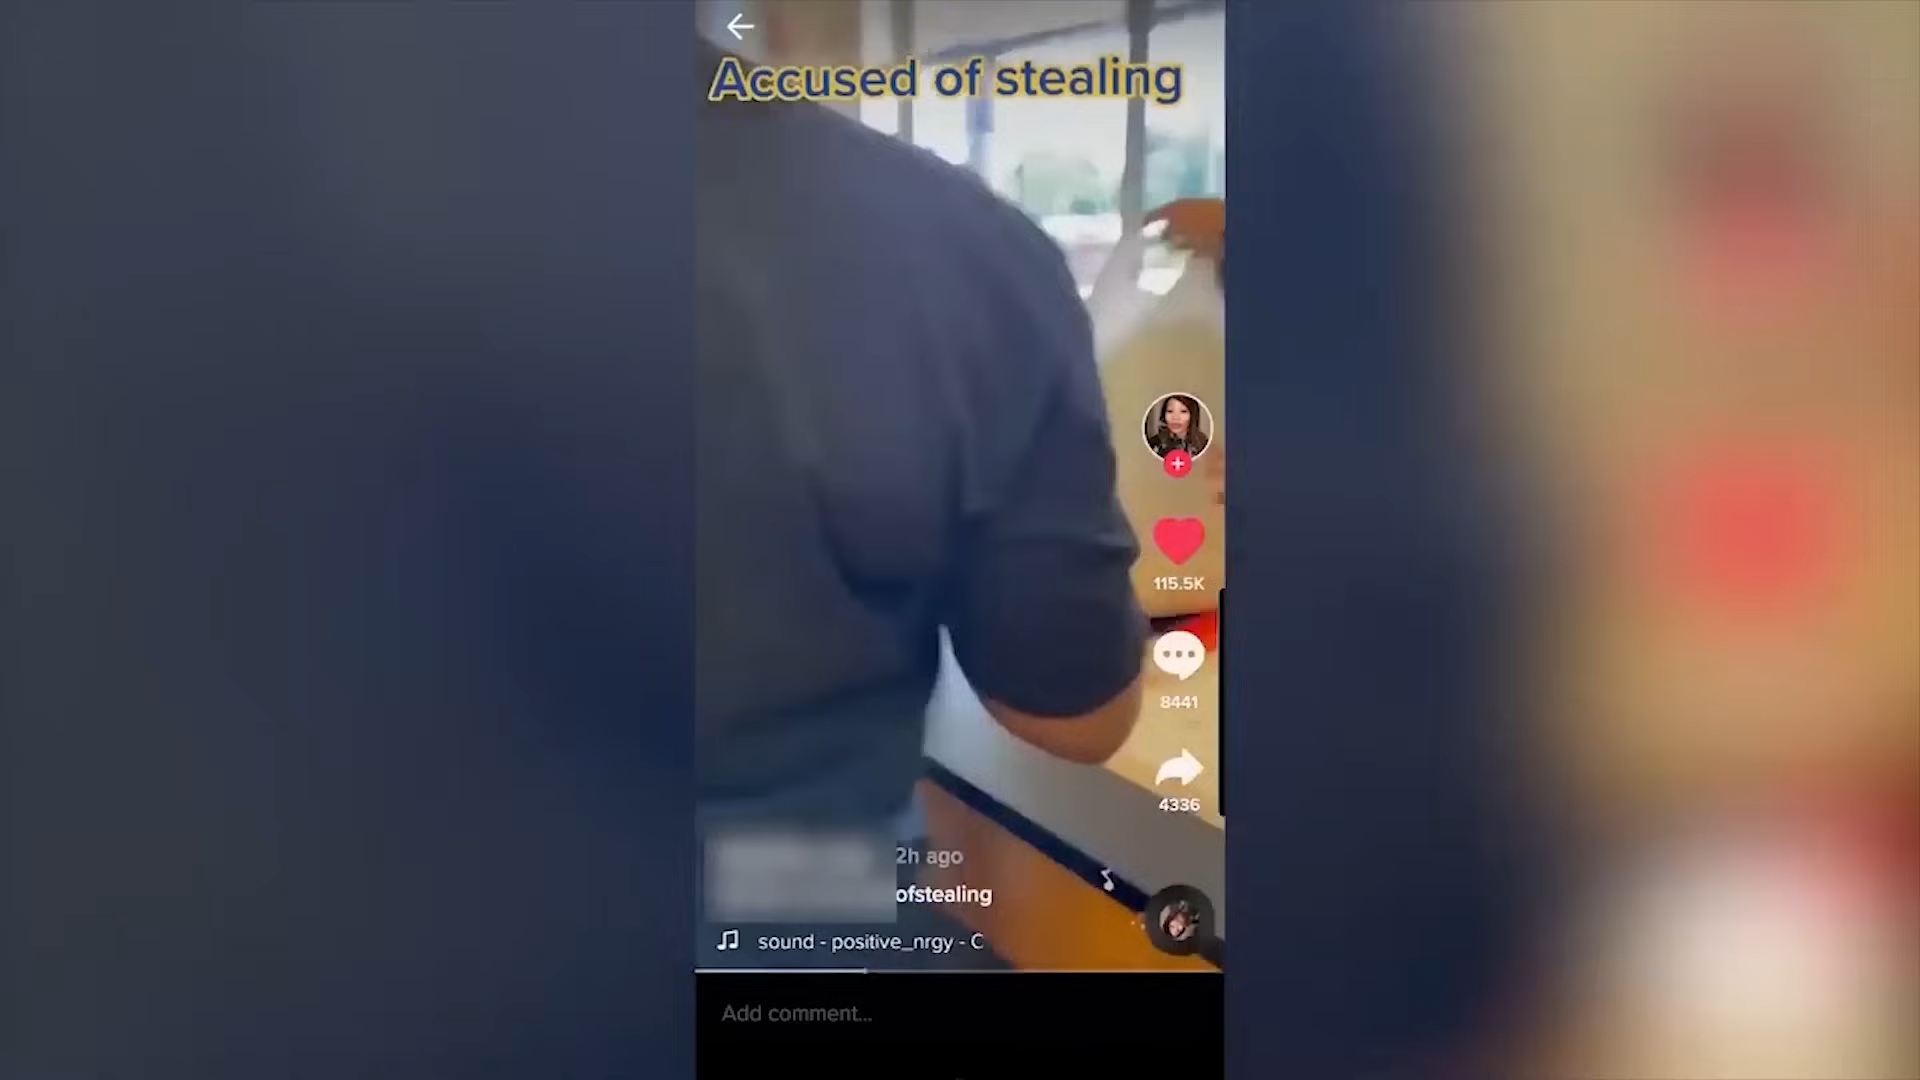 Accused of stealing
115.5K
8441
4336
2h ago
ofstealing
sound - positive_nrgy - C
Add comment...